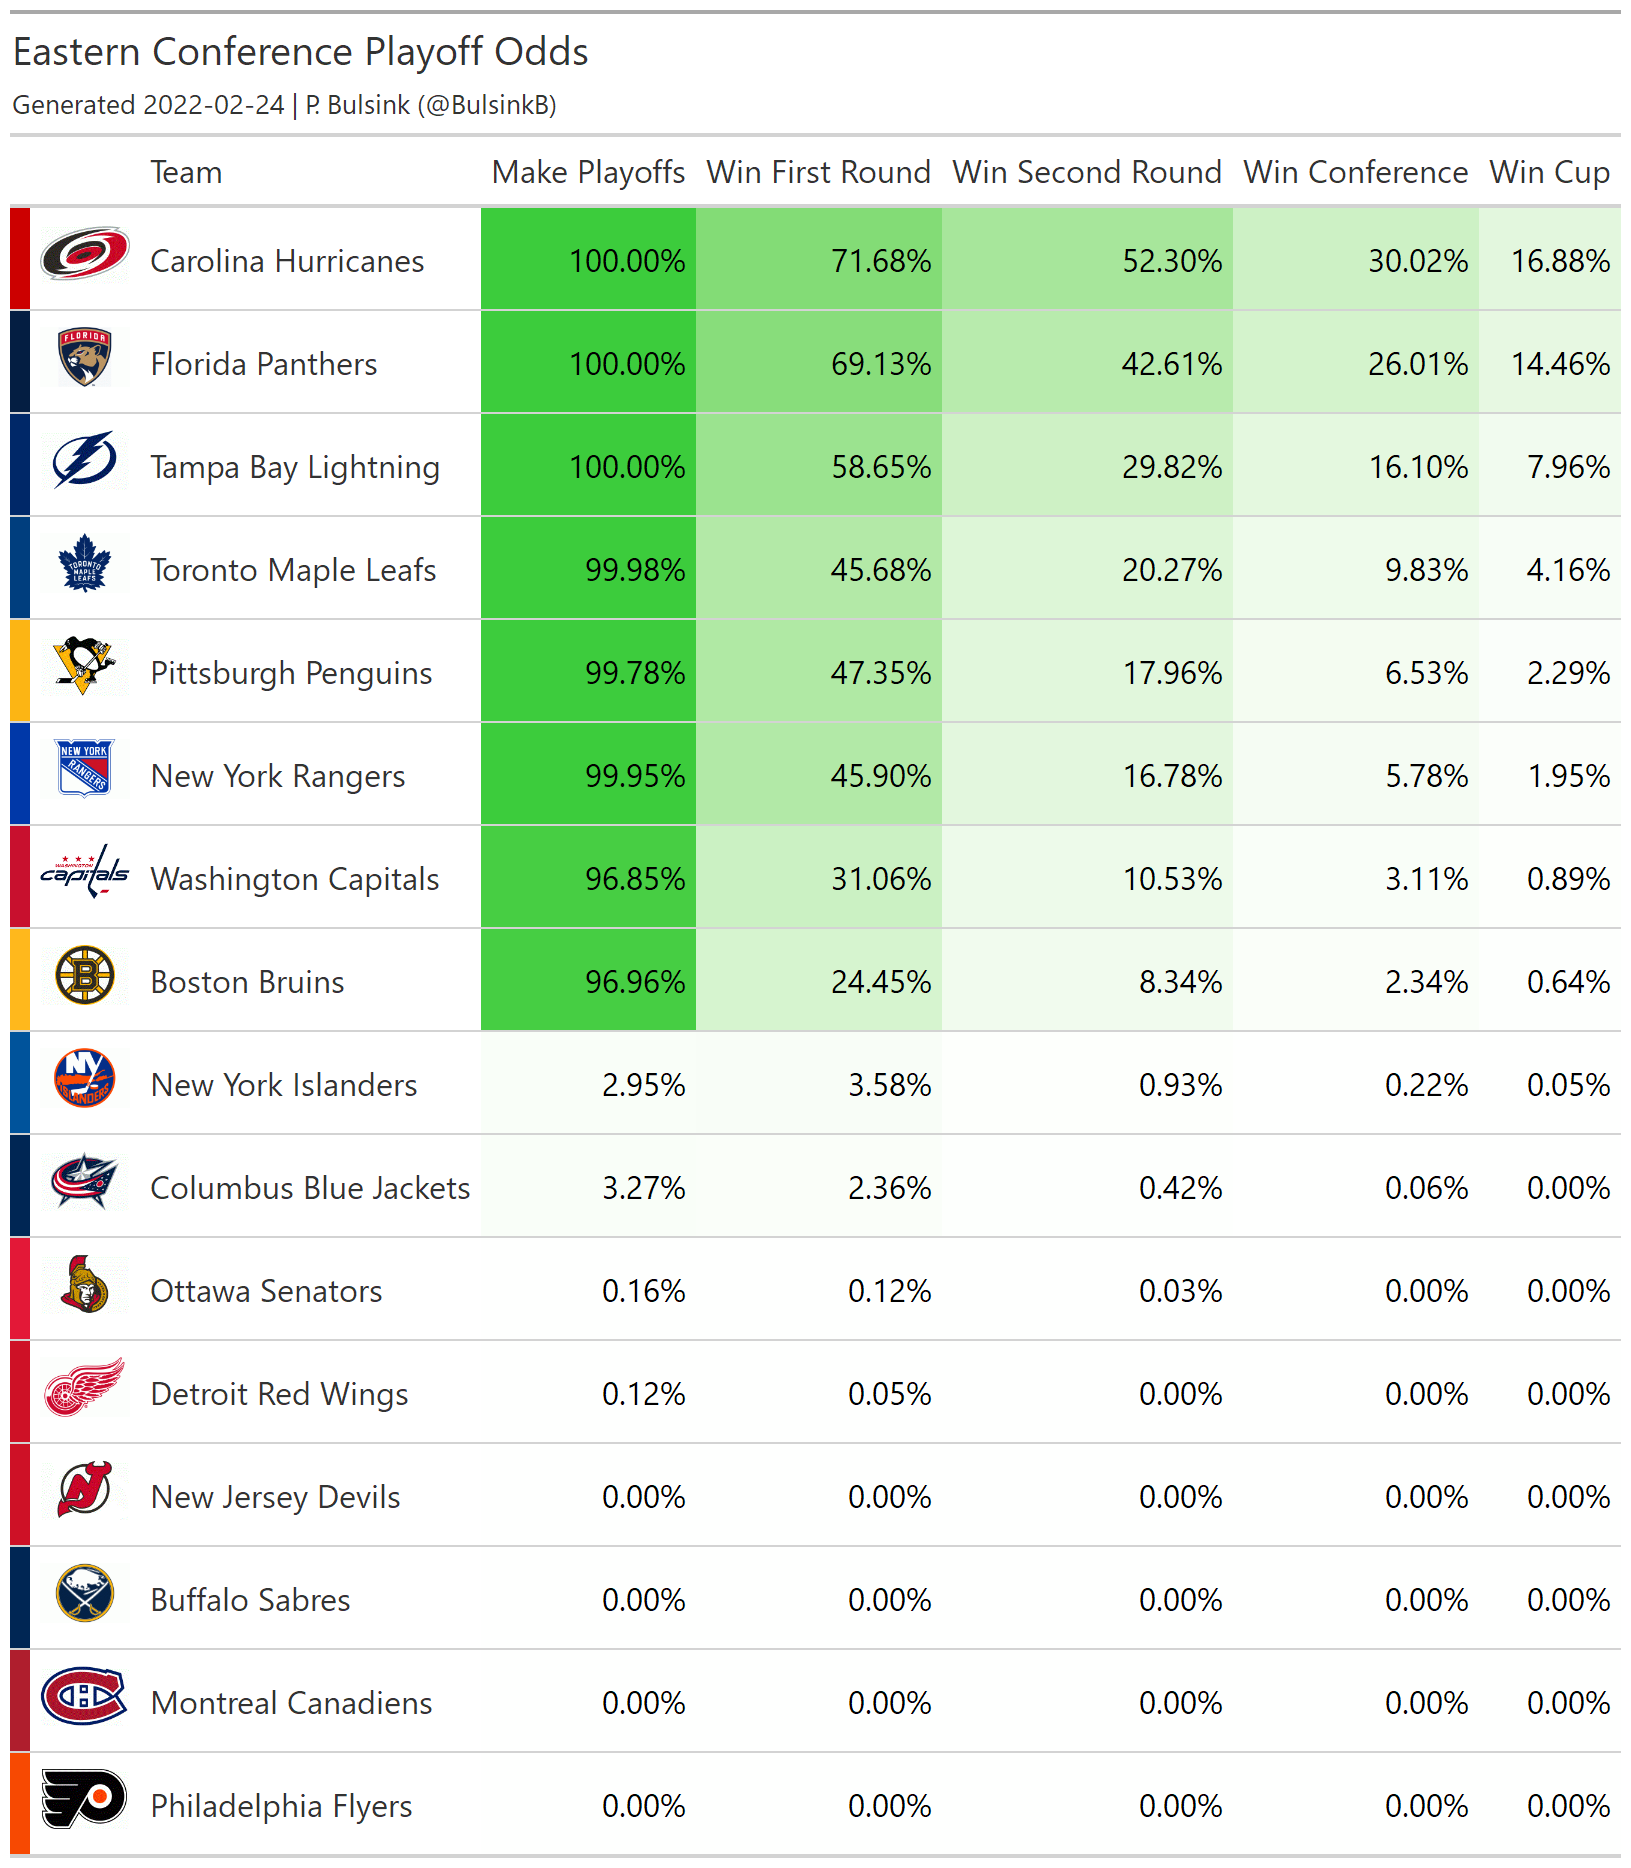 Eastern Conference Playoff Odds
Generated 2022-02-24 | P. Bulsink (@BulsinkB)
Team Make Playoffs Win First Round Win Second Round Win Conference Win Cup
Carolina Hurricanes 100.00% 71.68% 52.30% 30.02% 16.88%
FLORIDA
Florida Panthers 100.00% 69.13% 42.61% 26.01% 14.46%
Tampa Bay Lightning 100.00% 58.65% 29.82% 16.10% 7.96%
TORONTO
MAPLE
LEAFS
Toronto Maple Leafs 99.98% 45.68% 20.27% 9.83% 4.16%
Pittsburgh Penguins 99.78% 47.35% 17.96% 6.53% 2.29%
NEW YORK
RANGERS
New York Rangers 99.95% 45.90% 16.78% 5.78% 1.95%
WASHINGTON
capitals
Washington Capitals 96.85% 31.06% 10.53% 3.11% 0.89%
B
Boston Bruins 96.96% 24.45% 8.34% 2.34% 0.64%
NY
ISLANDERS
New York Islanders 2.95% 3.58% 0.93% 0.22% 0.05%
Columbus Blue Jackets 3.27% 2.36% 0.42% 0.06% 0.00%
Ottawa Senators 0.16% 0.12% 0.03% 0.00% 0.00%
Detroit Red Wings 0.12% 0.05% 0.00% 0.00% 0.00%
New Jersey Devils 0.00% 0.00% 0.00% 0.00% 0.00%
Buffalo Sabres 0.00% 0.00% 0.00% 0.00% 0.00%
Montreal Canadiens 0.00% 0.00% 0.00% 0.00% 0.00%
Philadelphia Flyers 0.00% 0.00% 0.00% 0.00% 0.00%